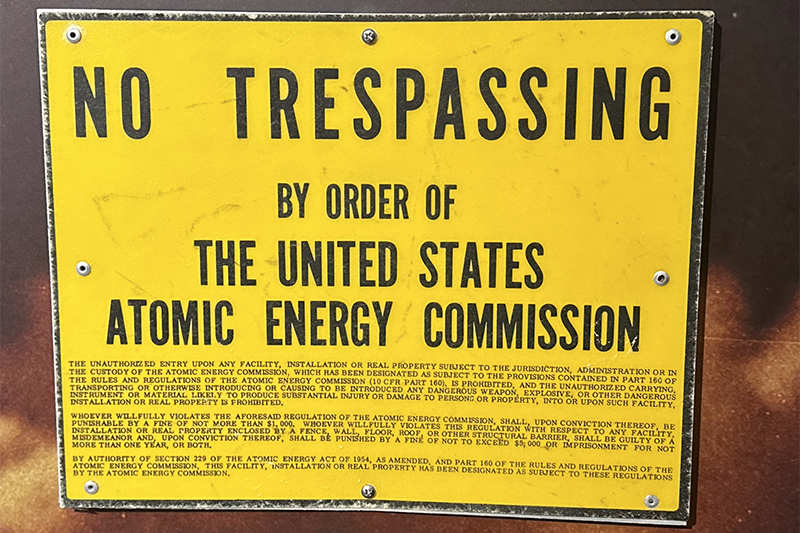 NO TRESPASSING
BY ORDER OF
THE UNITED STATES
ATOMIC ENERGY COMMISSION
THE UNAUTHORIZED ENTRY UPON ANY FACILITY, INSTALLATION OR REAL PROPERTY SUBJECT TO THE JURISDICTION, ADMINISTRATION OR IN
THE CUSTODY OF THE ATOMIC ENERGY COMMISSION, WHICH HAS BEEN DESIGNATED AS SUBJECT TO THE PROVISIONS CONTAINED IN PART 160 OF
THE RULES AND REGULATIONS OF THE ATOMIC ENERGY COMMISSION (10 CFR PART 160), IS PROHIBITED, AND THE UNAUTHORIZED CARRYING,
TRANSPORTING OR OTHERWISE INTRODUCING OR CAUSING TO BE INTRODUCED ANY DANGEROUS WEAPON, EXPLOSIVE, OR OTHER DANGEROUS
INSTRUMENT OR MATERIAL LIKELY TO PRODUCE SUBSTANTIAL INJURY OR DAMAGE TO PERSONS OR PROPERTY, INTO OR UPON SUCH FACILITY,
INSTALLATION OR REAL PROPERTY IS PROHIBITED.
WHOEVER WILLFULLY VIOLATES THE AFORESAID REGULATION OF THE ATOMIC ENERGY COMMISSION, SHALL, UPON CONVICTION THEREOF, BE
PUNISHABLE BY A FINE OF NOT MORE THAN $1,000. WHOEVER WILLFULLY VIOLATES THIS REGULATION WITH RESPECT TO ANY FACILITY,
INSTALLATION OR REAL PROPERTY ENCLOSED BY A FENCE, WALL, FLOOR, ROOF, OR OTHER STRUCTURAL BARRIER, SHALL BE GUILTY OF A
MISDEMEANOR AND, UPON CONVICTION THEREOF, SHALL BE PUNISHED BY A FINE OF NOT TO EXCEED $5,000 OR IMPRISONMENT FOR NOT
MORE THAN ONE YEAR, OR BOTH.
BY AUTHORITY OF SECTION 229 OF THE ATOMIC ENERGY ACT OF 1954, AS AMENDED, AND PART 160 OF THE RULES AND REGULATIONS OF THE
ATOMIC ENERGY COMMISSION, THIS FACILITY, INSTALLATION OR REAL PROPERTY HAS BEEN DESIGNATED AS SUBJECT TO THESE REGULATIONS
BY THE ATOMIC ENERGY COMMISSION.